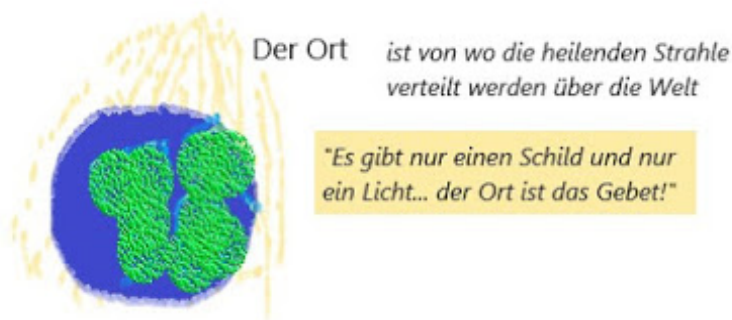 Der Ort
ist von wo die heilenden Strahle
verteilt werden über die Welt
"Es gibt nur einen Schild und nur
ein Licht... der Ort ist das Gebet!"